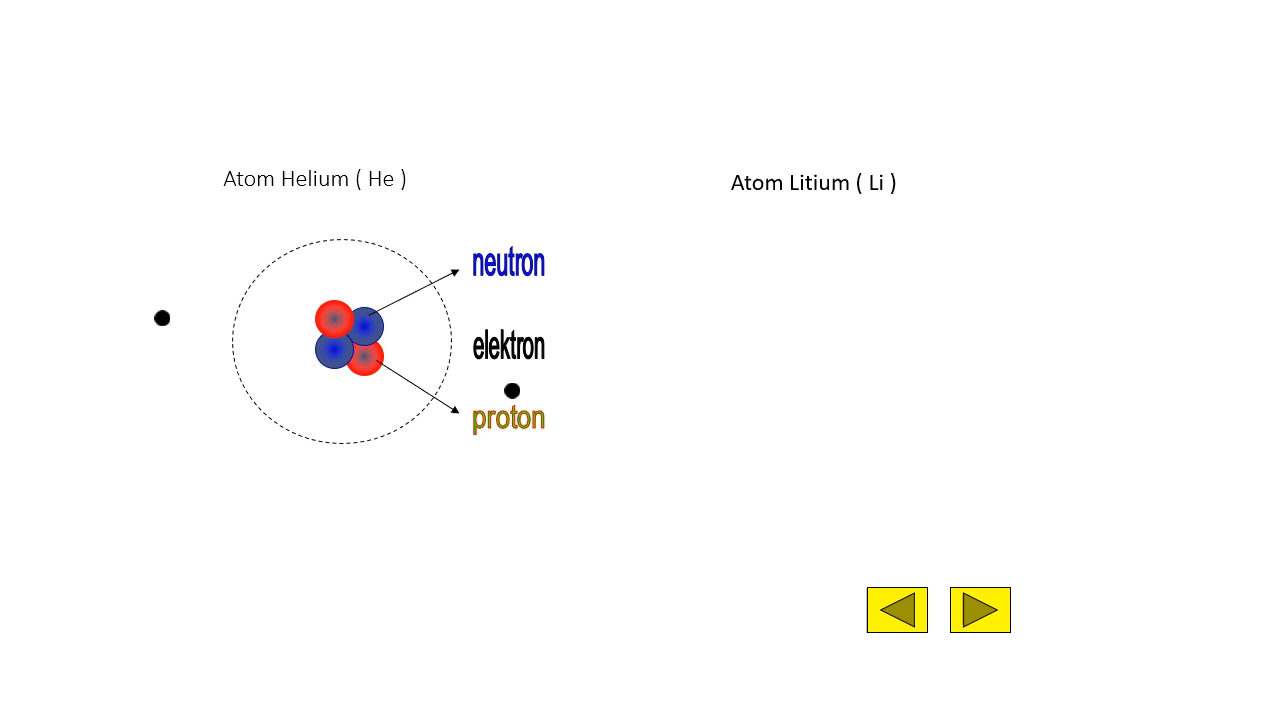 Atom Helium ( He )
neutron
elektron
proton
Atom Litium ( Li )